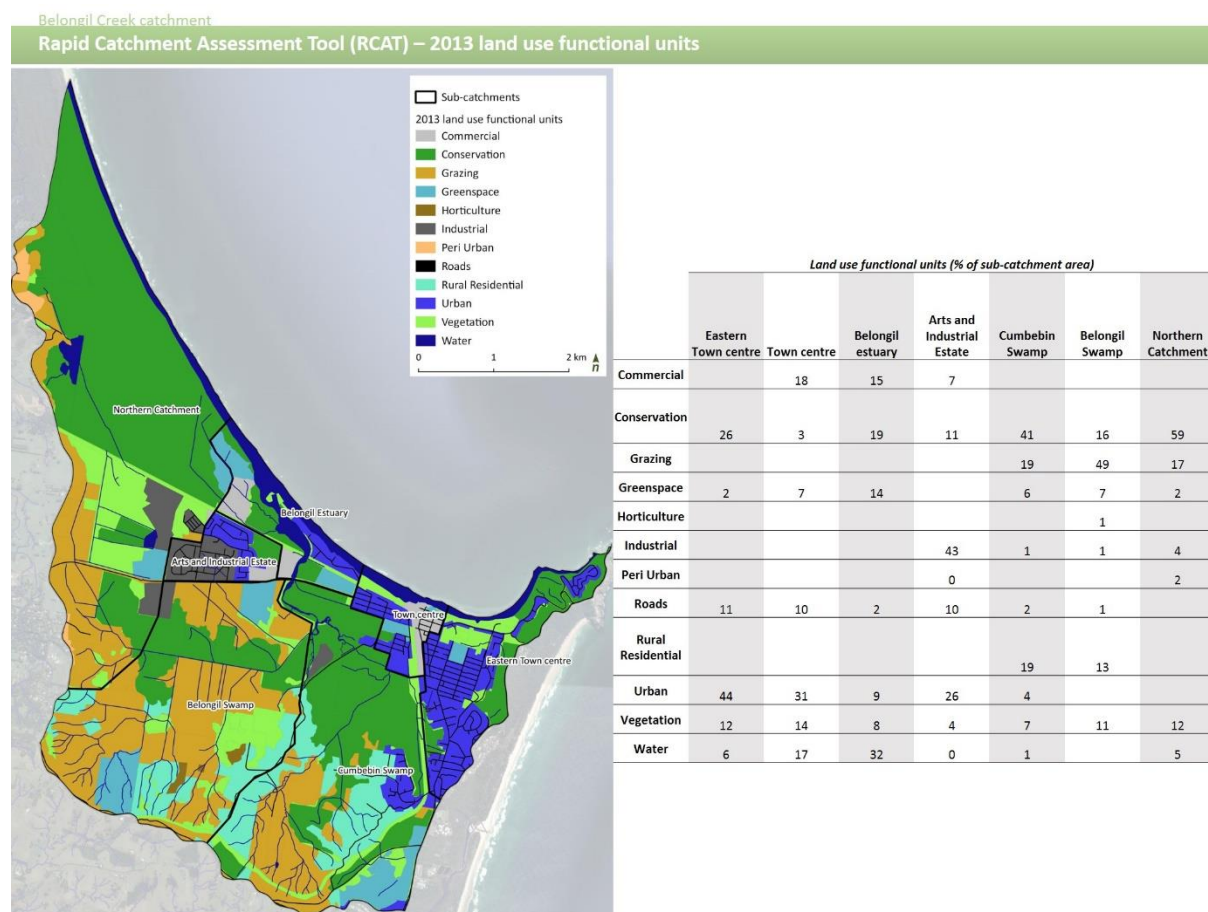 Belongil Creek catchment
Rapid Catchment Assessment Tool (RCAT) – 2013 land use functional units
Sub-catchments
2013 land use functional units
Commercial
Conservation
Grazing
Greenspace
Horticulture
Industrial
Peri Urban
Roads
Rural Residential
Urban
Vegetation
Water
0 1 2 km
n
Northern Catchment
Belongil Estuary
Arts and Industrial Estate
Town centre
Eastern Town centre
Belongil Swamp
Cumbebin Swamp
Land use functional units (% of sub-catchment area)
Eastern Town centre
Town centre
Belongil estuary
Arts and Industrial Estate
Cumbebin Swamp
Belongil Swamp
Northern Catchment
Commercial 18 15 7
Conservation 26 3 19 11 41 16 59
Grazing 19 49 17
Greenspace 2 7 14 6 7 2
Horticulture 1
Industrial 43 1 1 4
Peri Urban 0 2
Roads 11 10 2 10 2 1
Rural Residential 19 13
Urban 44 31 9 26 4
Vegetation 12 14 8 4 7 11 12
Water 6 17 32 0 1 5